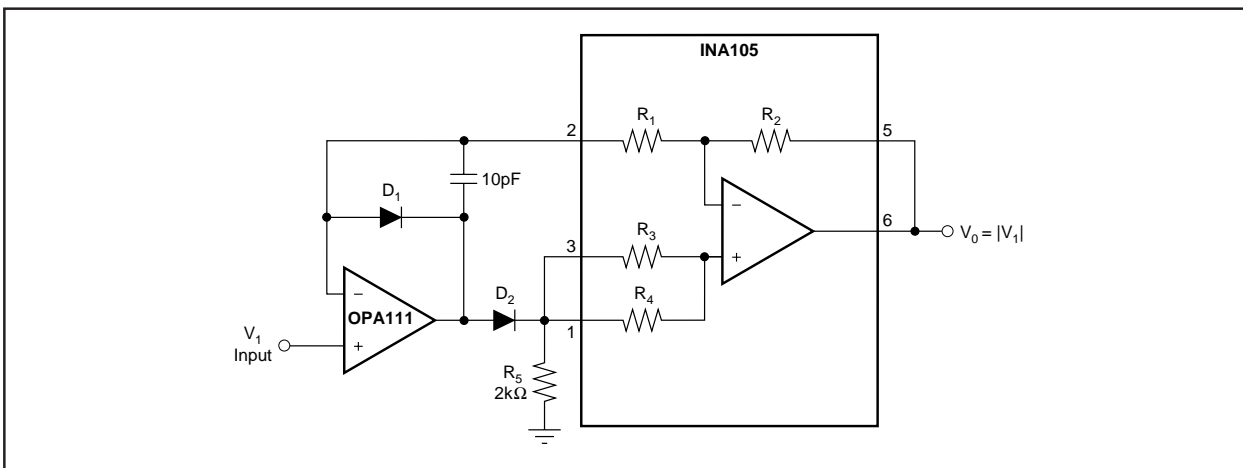 INA105
R1
R2
2
5
10pF
D1
−
6
V0 = |V1|
3
R3
+
D2
R4
−
OPA111
1
V1
Input
+
R5
2kΩ